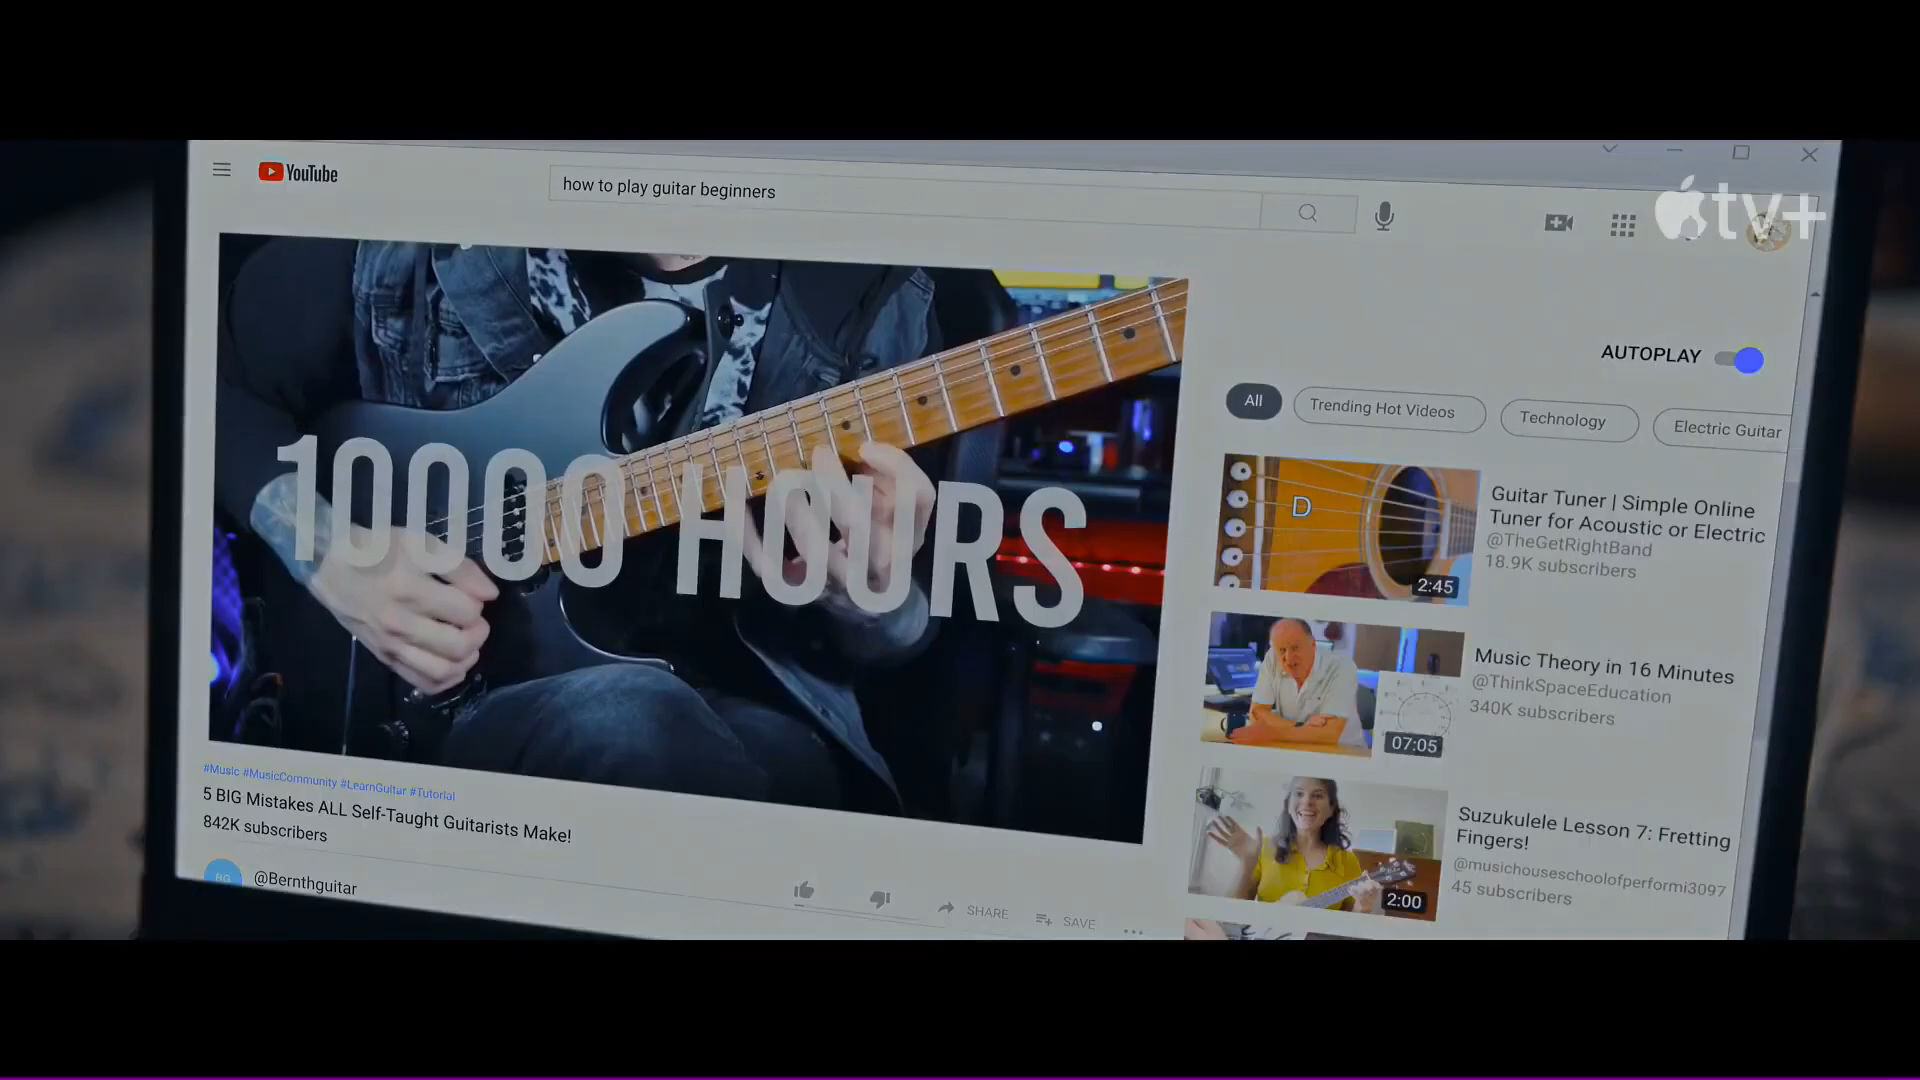 YouTube
how to play guitar beginners
tv+
AUTOPLAY
All
Trending Hot Videos
Technology
Electric Guitar
10000 HOURS
D
2:45
Guitar Tuner | Simple Online
Tuner for Acoustic or Electric
@TheGetRightBand
18.9K subscribers
07:05
Music Theory in 16 Minutes
@ThinkSpaceEducation
340K subscribers
2:00
Suzukulele Lesson 7: Fretting
Fingers!
@musichouseschoolofperformi3097
45 subscribers
#Music #MusicCommunity #LearnGuitar #Tutorial
5 BIG Mistakes ALL Self-Taught Guitarists Make!
842K subscribers
BG
@Bernthguitar
SHARE
SAVE